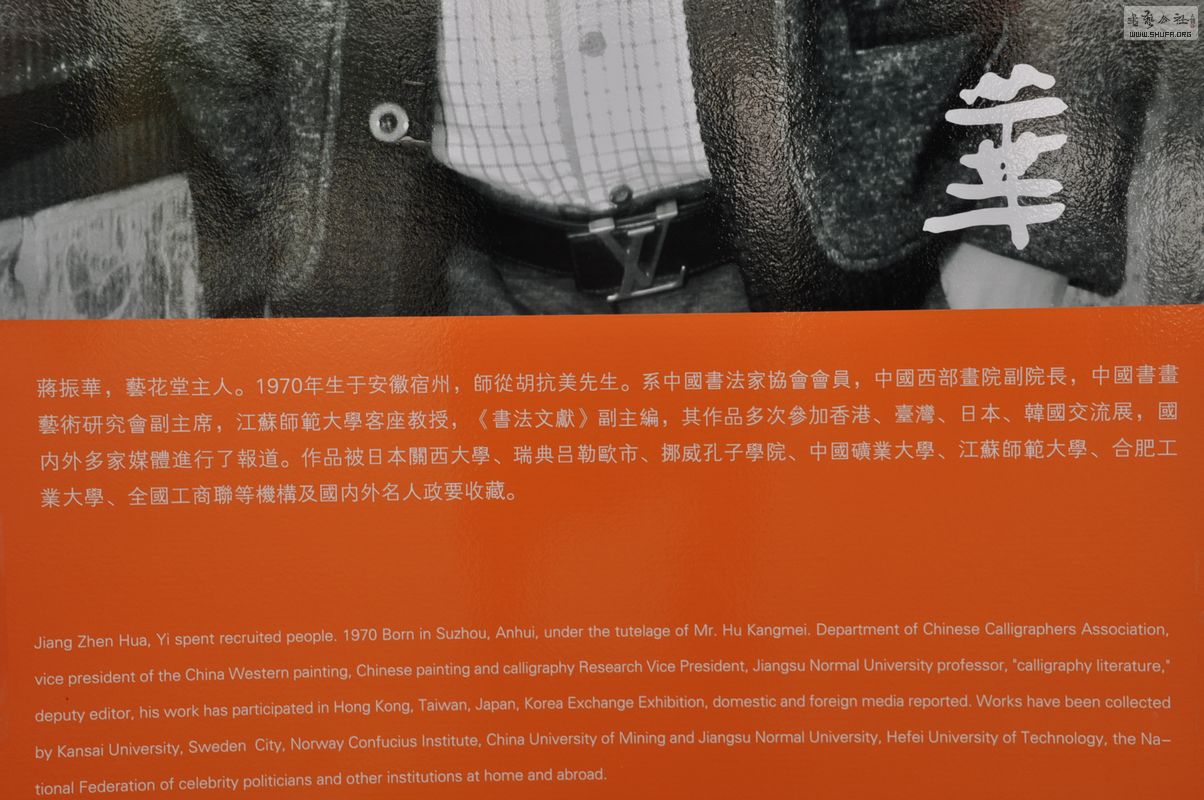 書藝公社
WWW.SHUFA.ORG
華
蔣振華，藝花堂主人。1970年生于安徽宿州，師從胡抗美先生。系中國書法家協會會員，中國西部畫院副院長，中國書畫
藝術研究會副主席，江蘇師範大學客座教授，《書法文獻》副主編，其作品多次參加香港、臺灣、日本、韓國交流展，國
内外多家媒體進行了報道。作品被日本關西大學、瑞典吕勒歐市、挪威孔子學院、中國礦業大學、江蘇師範大學、合肥工
業大學、全國工商聯等機構及國内外名人政要收藏。
Jiang Zhen Hua, Yi spent recruited people. 1970 Born in Suzhou, Anhui, under the tutelage of Mr. Hu Kangmei. Department of Chinese Calligraphers Association,
vice president of the China Western painting, Chinese painting and calligraphy Research Vice President, Jiangsu Normal University professor, "calligraphy literature,"
deputy editor, his work has participated in Hong Kong, Taiwan, Japan, Korea Exchange Exhibition, domestic and foreign media reported. Works have been collected
by Kansai University, Sweden  City, Norway Confucius Institute, China University of Mining and Jiangsu Normal University, Hefei University of Technology, the Na–
tional Federation of celebrity politicians and other institutions at home and abroad.